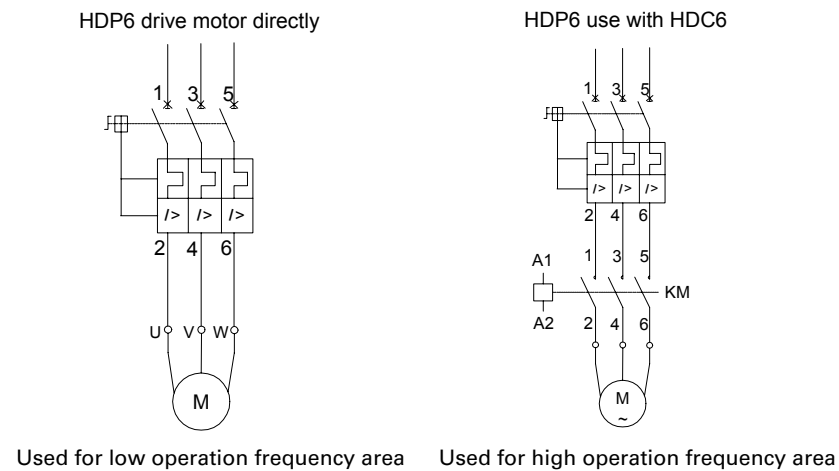 HDP6 drive motor directly
1 3 5
I> I> I>
2 4 6
U V W
M
Used for low operation frequency area
HDP6 use with HDC6
1 3 5
I> I> I>
2 4 6
A1 1 3 5
KM
A2 2 4 6
M
~
Used for high operation frequency area